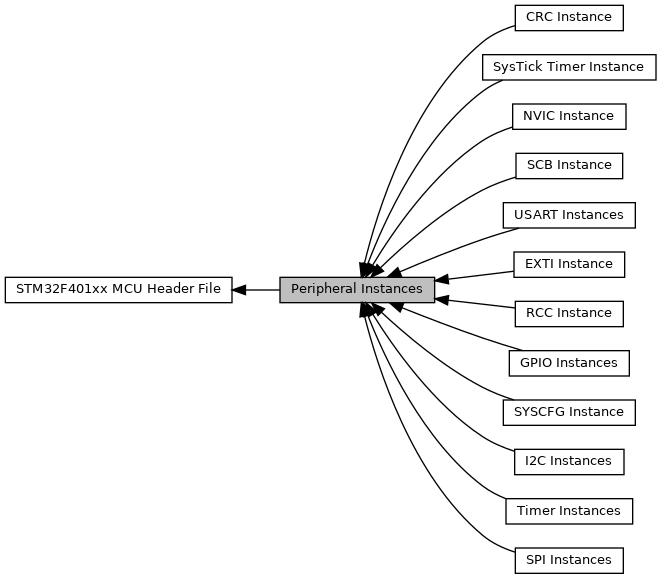 CRC Instance
SysTick Timer Instance
NVIC Instance
SCB Instance
USART Instances
EXTI Instance
STM32F401xx MCU Header File
Peripheral Instances
RCC Instance
GPIO Instances
SYSCFG Instance
I2C Instances
Timer Instances
SPI Instances